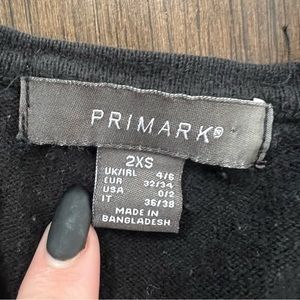 PRIMARK®
2XS
UK/IRL 4/6
EUR 32/34
USA 0/2
IT 36/38
MADE IN
BANGLADESH